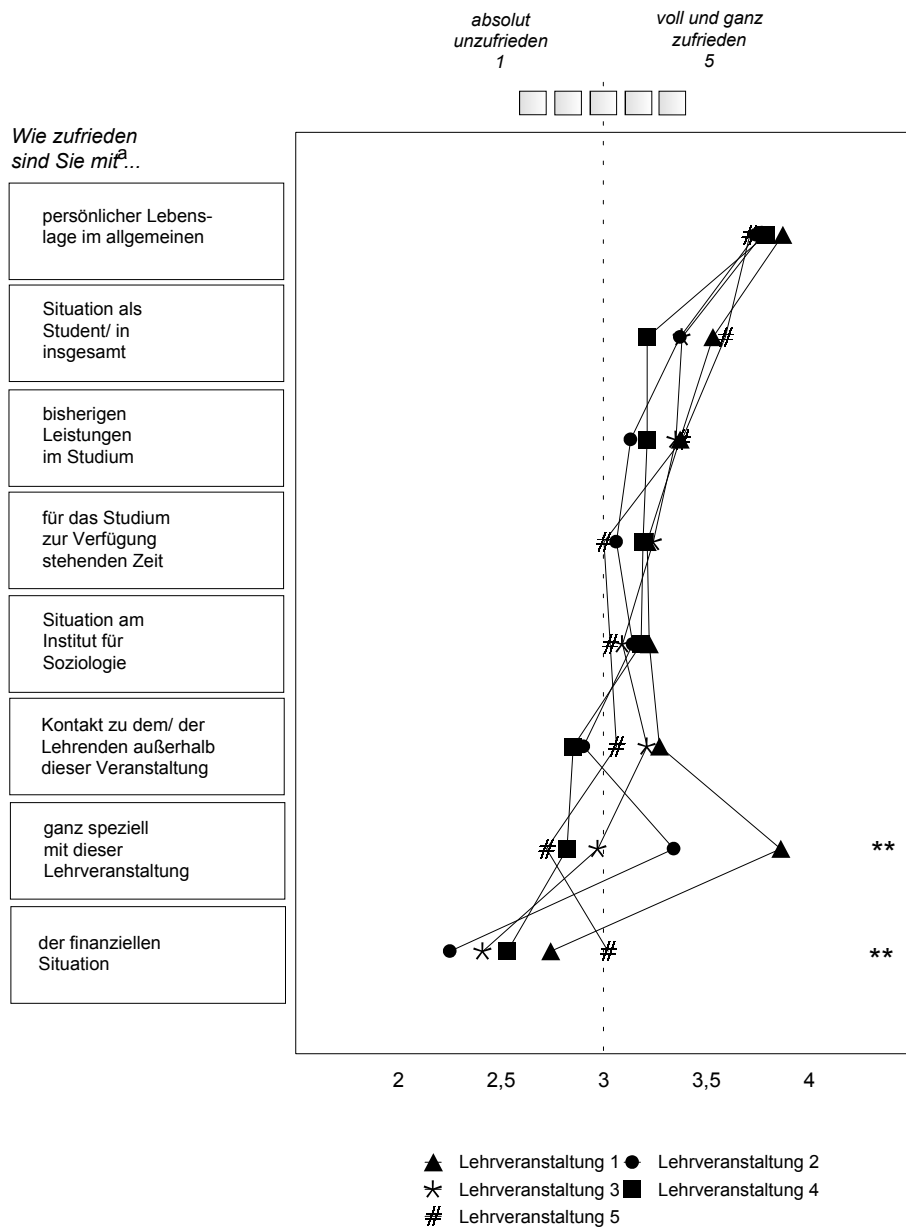 absolut
unzufrieden
1
voll und ganz
zufrieden
5
Wie zufrieden
sind Sie mit a...
persönlicher Lebens-
lage im allgemeinen
Situation als
Student/ in
insgesamt
bisherigen
Leistungen
im Studium
für das Studium
zur Verfügung
stehenden Zeit
Situation am
Institut für
Soziologie
Kontakt zu dem/ der
Lehrenden außerhalb
dieser Veranstaltung
ganz speziell
mit dieser
Lehrveranstaltung
**
der finanziellen
Situation
**
2 2,5 3 3,5 4
Lehrveranstaltung 1 Lehrveranstaltung 2
Lehrveranstaltung 3 Lehrveranstaltung 4
# Lehrveranstaltung 5